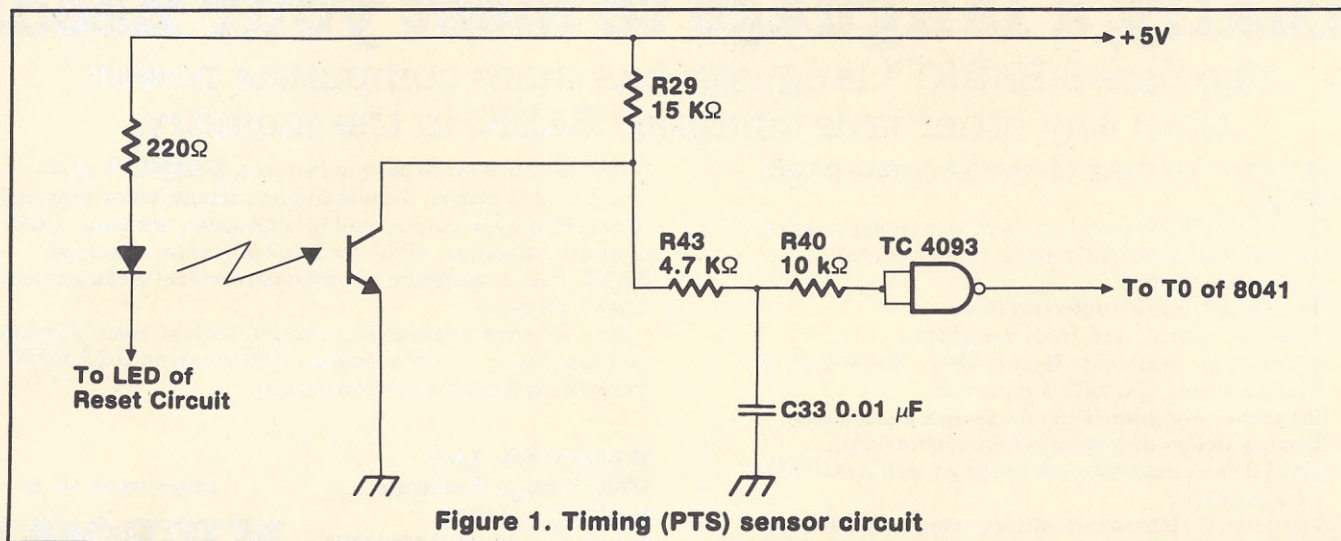 +5V
R29
15 KΩ
220Ω
R43
4.7 KΩ
R40
10 kΩ
TC 4093
To T0 of 8041
To LED of
Reset Circuit
C33 0.01 μF
Figure 1. Timing (PTS) sensor circuit